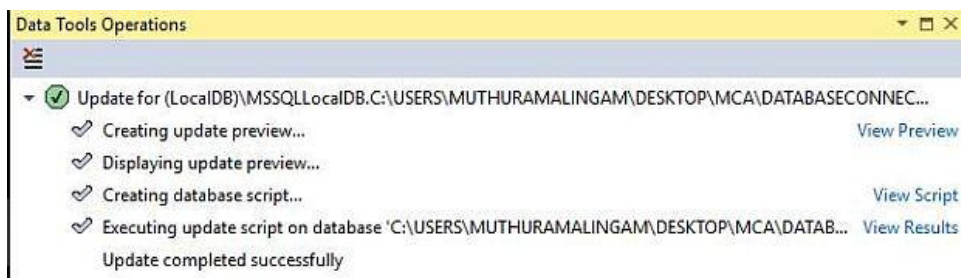 Data Tools Operations
Update for (LocalDB)\MSSQLLocalDB.C:\USERS\MUTHURAMALINGAM\DESKTOP\MCA\DATABASECONNEC...
Creating update preview... View Preview
Displaying update preview...
Creating database script... View Script
Executing update script on database 'C:\USERS\MUTHURAMALINGAM\DESKTOP\MCA\DATAB... View Results
Update completed successfully